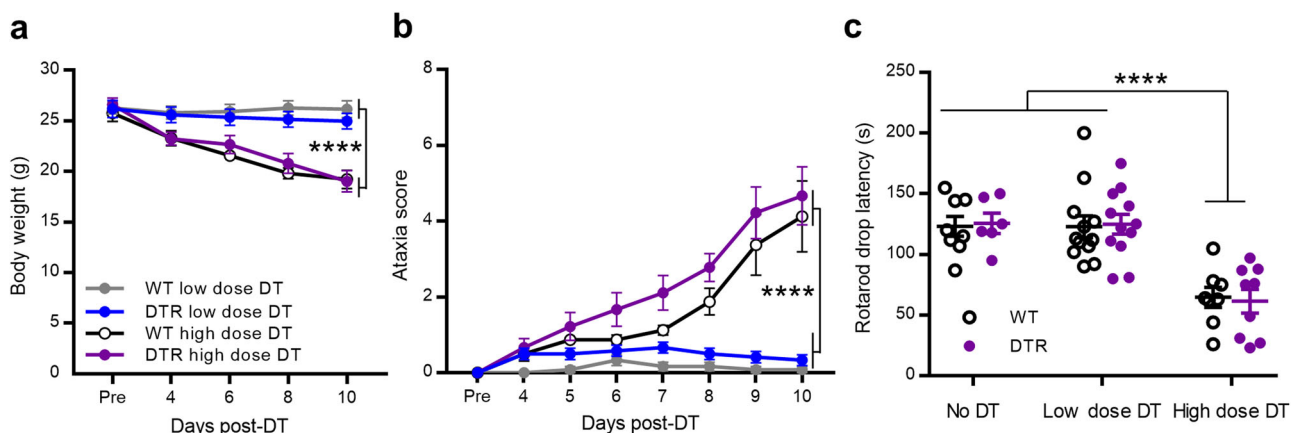 a
30
25
20
15
10
5
0
Body weight (g)
****
WT low dose DT
DTR low dose DT
WT high dose DT
DTR high dose DT
Pre 4 6 8 10
Days post-DT
b
8
6
4
2
0
Ataxia score
****
Pre 4 5 6 7 8 9 10
Days post-DT
c
250
200
150
100
50
0
Rotarod drop latency (s)
****
WT
DTR
No DT Low dose DT High dose DT